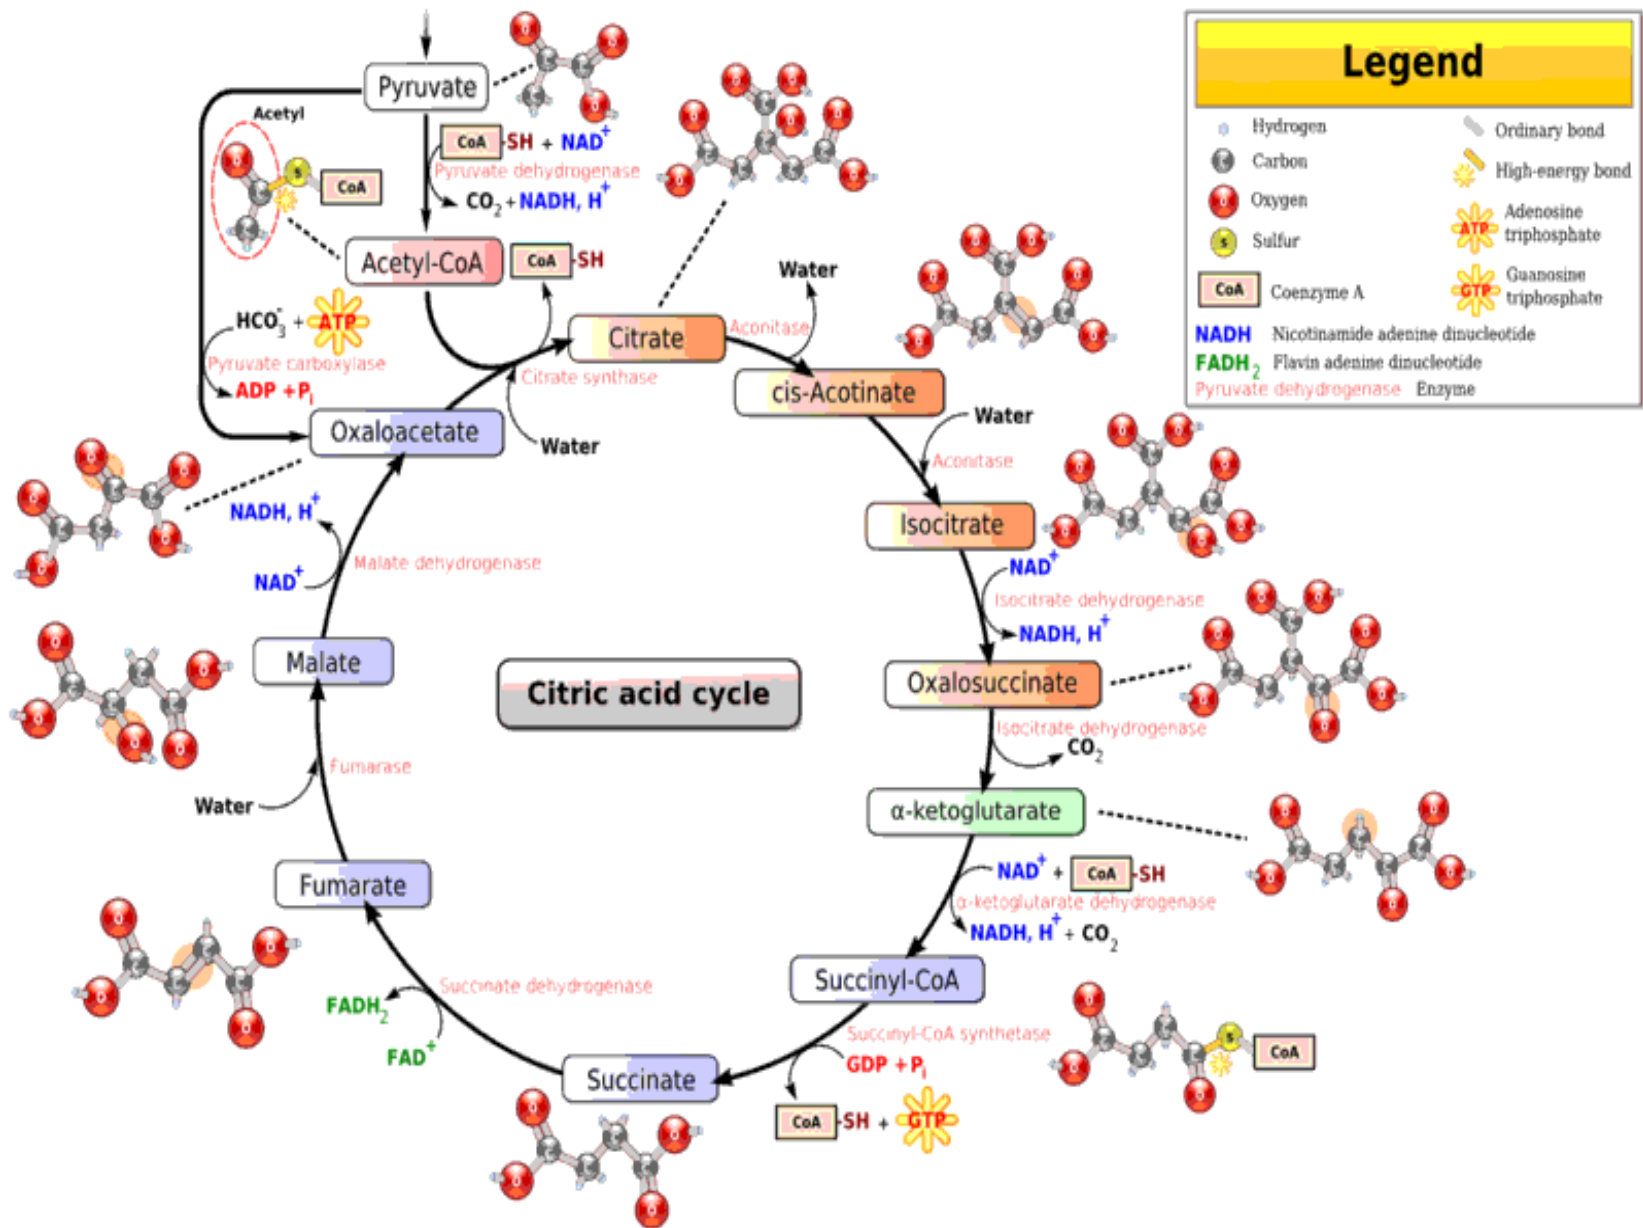 Pyruvate
Acetyl
CoA
CoA-SH + NAD+
Pyruvate dehydrogenase
CO2 + NADH, H+
Acetyl-CoA
CoA-SH
HCO3- + ATP
Pyruvate carboxylase
ADP + Pi
Citrate
Citrate synthase
Water
Oxaloacetate
Aconitase
Water
cis-Acotinate
Water
Aconitase
Isocitrate
NAD+
Isocitrate dehydrogenase
NADH, H+
Oxalosuccinate
Isocitrate dehydrogenase
CO2
α-ketoglutarate
NAD+ + CoA-SH
α-ketoglutarate dehydrogenase
NADH, H+ + CO2
Succinyl-CoA
S
CoA
Succinyl-CoA synthetase
GDP + Pi
CoA-SH + GTP
Succinate
Succinate dehydrogenase
FADH2
FAD+
Fumarate
Fumarase
Water
Malate
Malate dehydrogenase
NADH, H+
NAD+
Citric acid cycle
Legend
Hydrogen
C Carbon
O Oxygen
S Sulfur
CoA Coenzyme A
Ordinary bond
High-energy bond
ATP Adenosine
triphosphate
GTP Guanosine
triphosphate
NADH Nicotinamide adenine dinucleotide
FADH2 Flavin adenine dinucleotide
Pyruvate dehydrogenase Enzyme